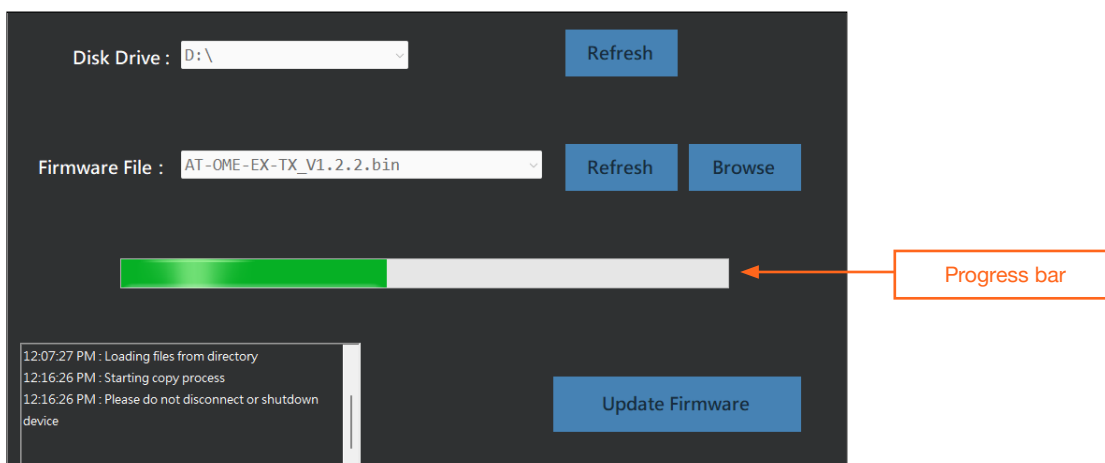 Disk Drive : D:\ Refresh
Firmware File : AT-OME-EX-TX_V1.2.2.bin Refresh Browse
Progress bar
12:07:27 PM : Loading files from directory
12:16:26 PM : Starting copy process
12:16:26 PM : Please do not disconnect or shutdown
device
Update Firmware